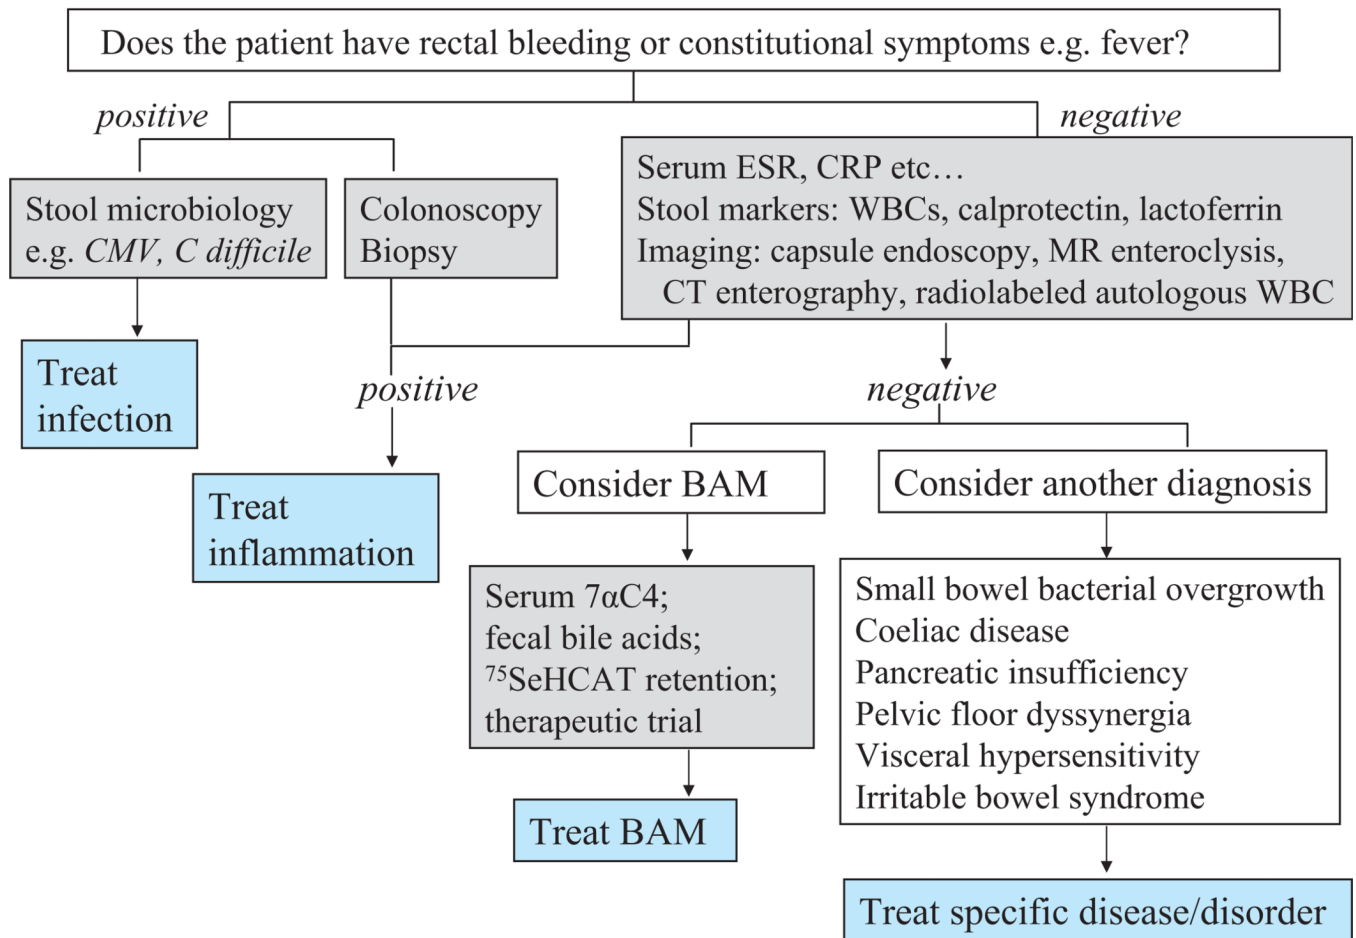 Does the patient have rectal bleeding or constitutional symptoms e.g. fever?
positive
negative
Stool microbiology
e.g. CMV, C difficile
Colonoscopy
Biopsy
Serum ESR, CRP etc…
Stool markers: WBCs, calprotectin, lactoferrin
Imaging: capsule endoscopy, MR enteroclysis,
CT enterography, radiolabeled autologous WBC
Treat
infection
positive
negative
Treat
inflammation
Consider BAM
Consider another diagnosis
Serum 7αC4;
fecal bile acids;
⁷⁵SeHCAT retention;
therapeutic trial
Small bowel bacterial overgrowth
Coeliac disease
Pancreatic insufficiency
Pelvic floor dyssynergia
Visceral hypersensitivity
Irritable bowel syndrome
Treat BAM
Treat specific disease/disorder